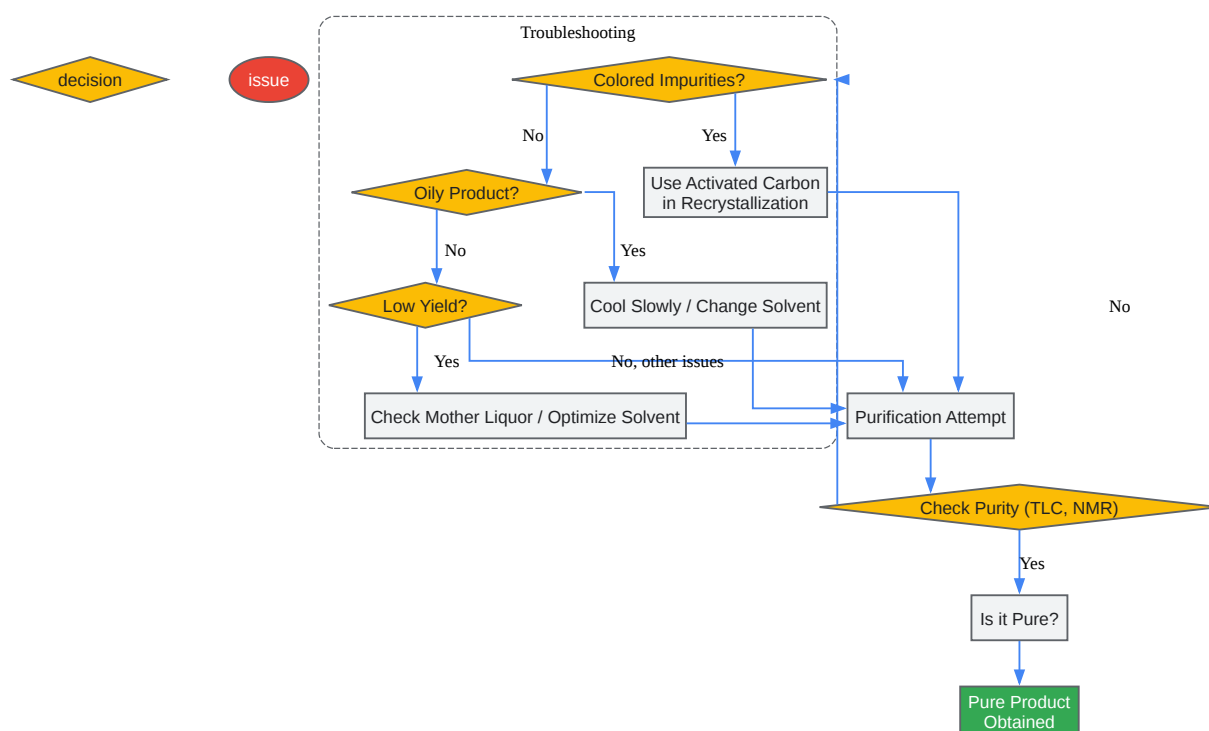 Troubleshooting
decision
issue
Colored Impurities?
No
Yes
Oily Product?
Use Activated Carbon
in Recrystallization
No
Yes
Low Yield?
Cool Slowly / Change Solvent
No
Yes
No, other issues
Check Mother Liquor / Optimize Solvent
Purification Attempt
Check Purity (TLC, NMR)
Yes
Is it Pure?
Pure Product
Obtained